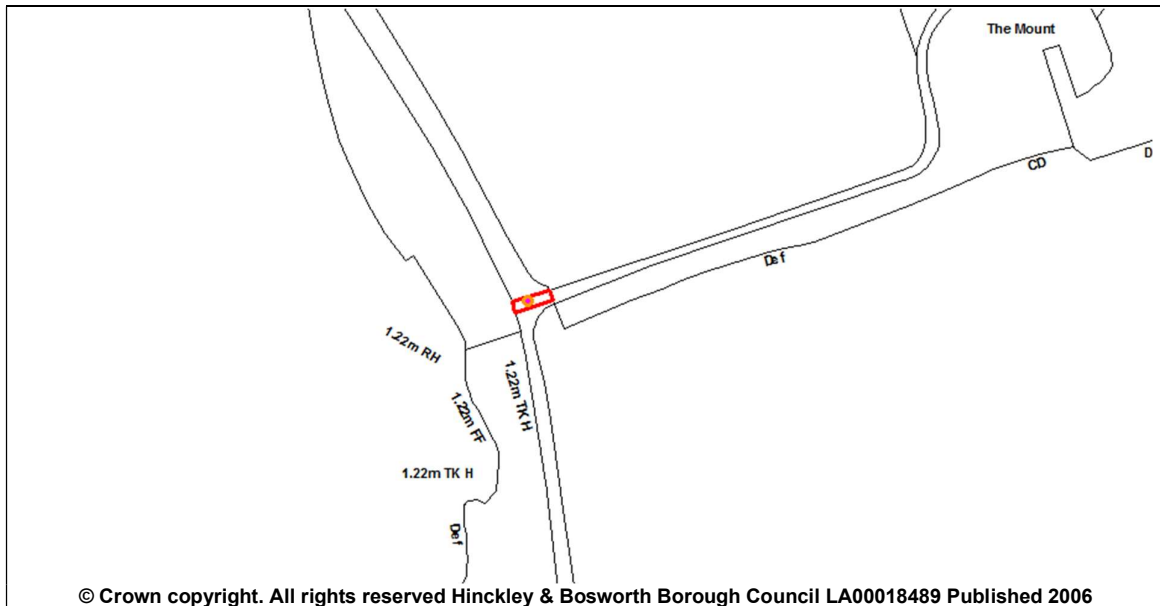 The Mount
CD
D
Def
1.22m RH
1.22m TK H
1.22m FF
1.22m TK H
Def
© Crown copyright. All rights reserved Hinckley & Bosworth Borough Council LA00018489 Published 2006